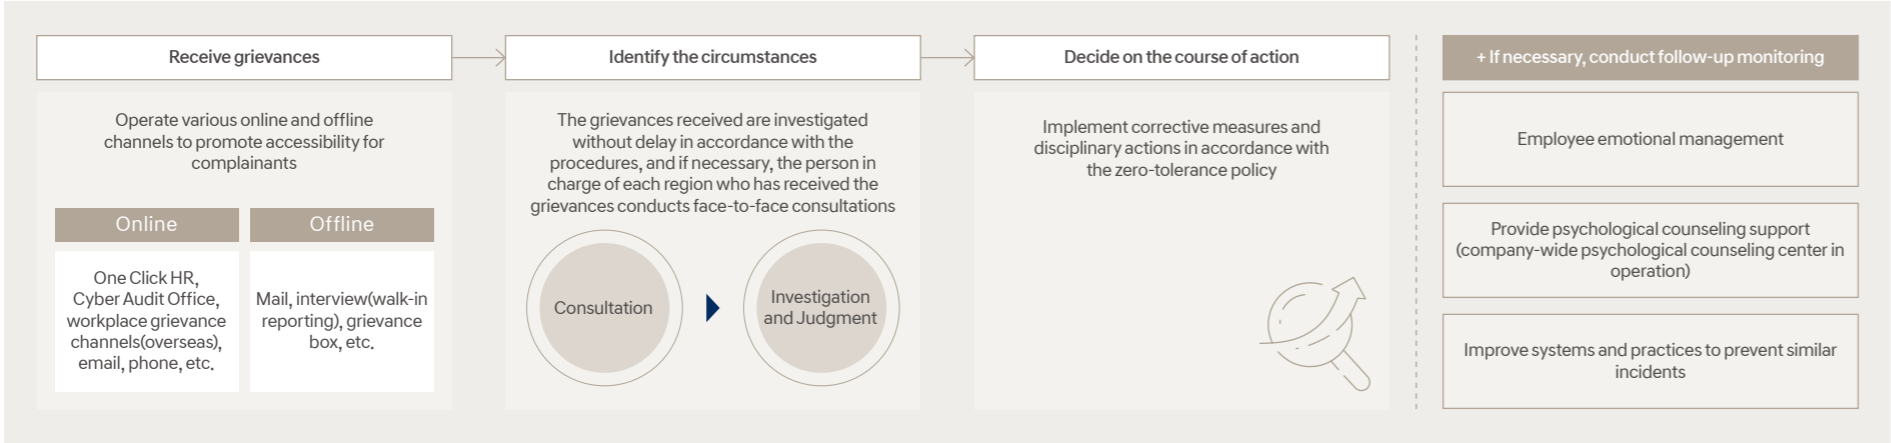 Receive grievances
Operate various online and offline
channels to promote accessibility for
complainants
Online
One Click HR,
Cyber Audit Office,
workplace grievance
channels(overseas),
email, phone, etc.
Offline
Mail, interview(walk-in
reporting), grievance
box, etc.
Identify the circumstances
The grievances received are investigated
without delay in accordance with the
procedures, and if necessary, the person in
charge of each region who has received the
grievances conducts face-to-face consultations
Consultation
Investigation
and Judgment
Decide on the course of action
Implement corrective measures and
disciplinary actions in accordance with
the zero-tolerance policy
+ If necessary, conduct follow-up monitoring
Employee emotional management
Provide psychological counseling support
(company-wide psychological counseling center in
operation)
Improve systems and practices to prevent similar
incidents